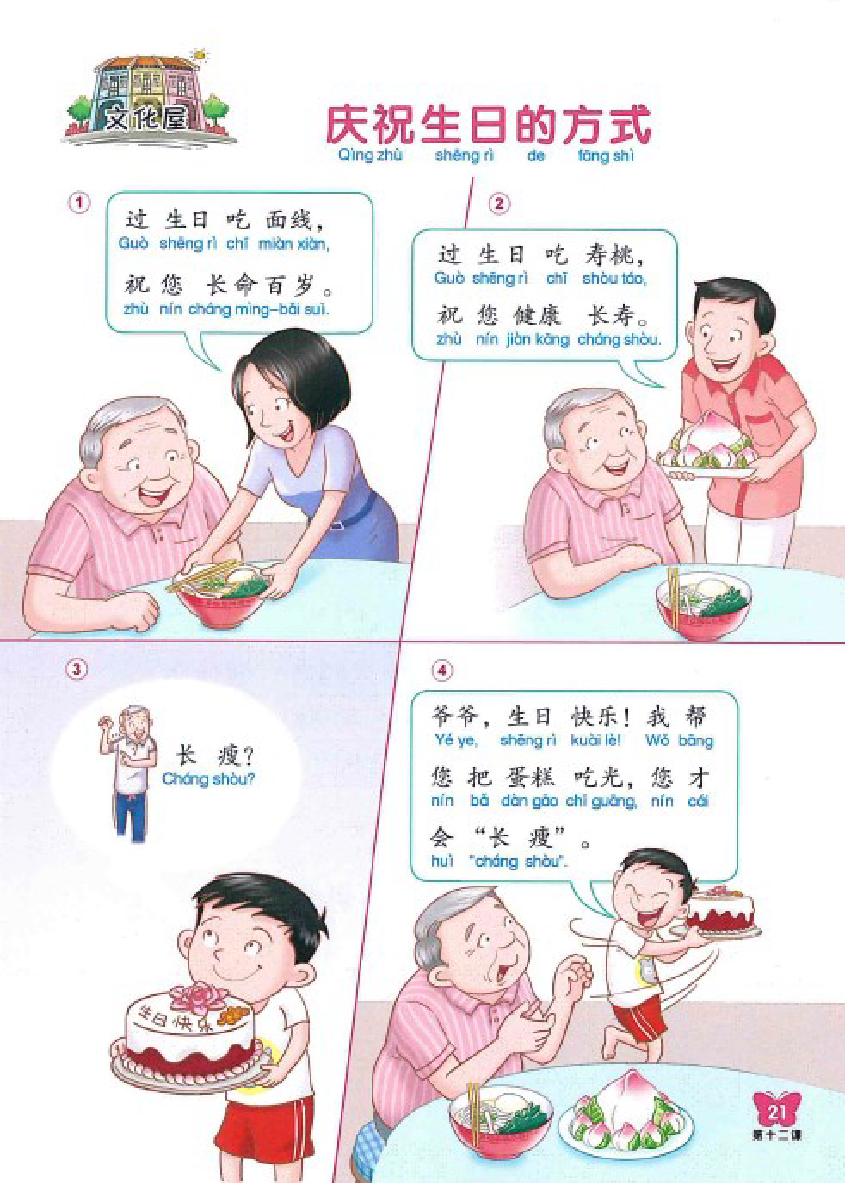 文化屋
庆祝生日的方式
Qìng zhù shēng rì de fāng shì
1
过 生日 吃 面线，
Guò shēng rì chī miàn xiàn,
祝 您 长命百岁。
zhù nín cháng mìng-bǎi suì.
2
过 生日 吃 寿桃，
Guò shēng rì chī shòu táo,
祝 您 健康 长寿。
zhù nín jiàn kāng cháng shòu.
3
长 瘦？
Cháng shòu?
生日快乐
4
爷爷，生日 快乐！我 帮
Yé ye, shēng rì kuài lè! Wǒ bāng
您 把 蛋糕 吃光，您 才
nín bǎ dàn gāo chī guāng, nín cái
会 “长 瘦”。
huì "cháng shòu".
21
第十二课